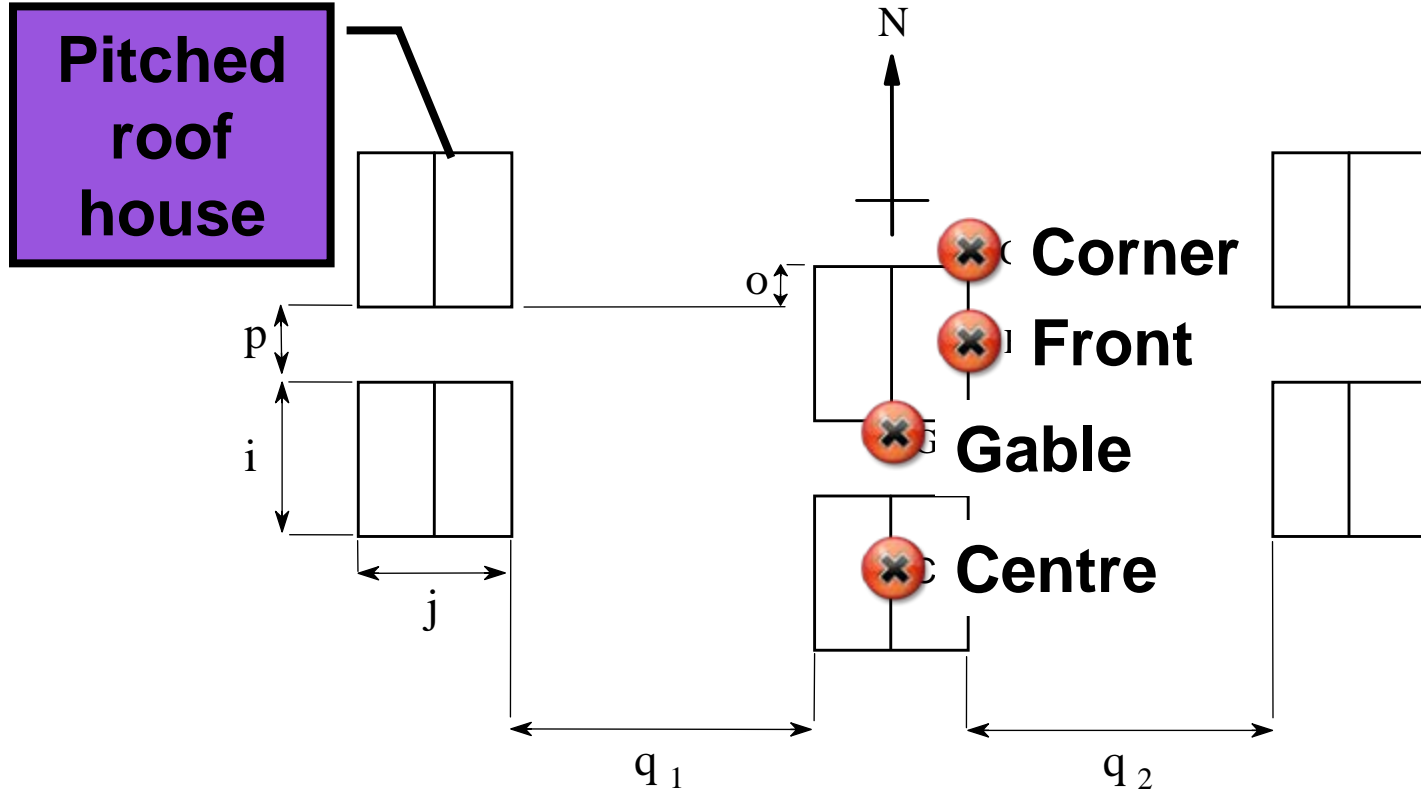 Pitched
roof
house
N
Corner
o
p
Front
i
G
Gable
C
Centre
j
q 1
q 2